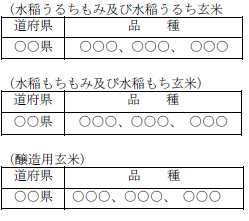 （水稲うるちもみ及び水稲うるち玄米
道府県 品　種
○○県 ○○○、○○○、 ○○○
（水稲もちもみ及び水稲もち玄米）
道府県 品　種
○○県 ○○○、○○○、 ○○○
（醸造用玄米）
道府県 品　種
○○県 ○○○、○○○、 ○○○